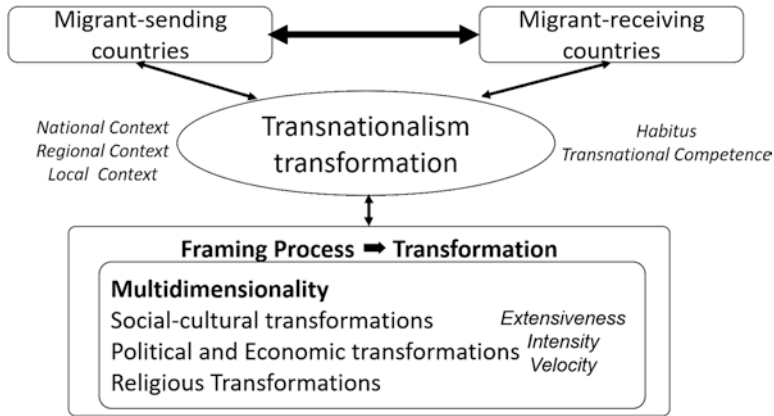 Migrant-sending
countries
Migrant-receiving
countries
National Context
Regional Context
Local Context
Transnationalism
transformation
Habitus
Transnational Competence
Framing Process ➡ Transformation
Multidimensionality
Social-cultural transformations
Political and Economic transformations
Religious Transformations
Extensiveness
Intensity
Velocity